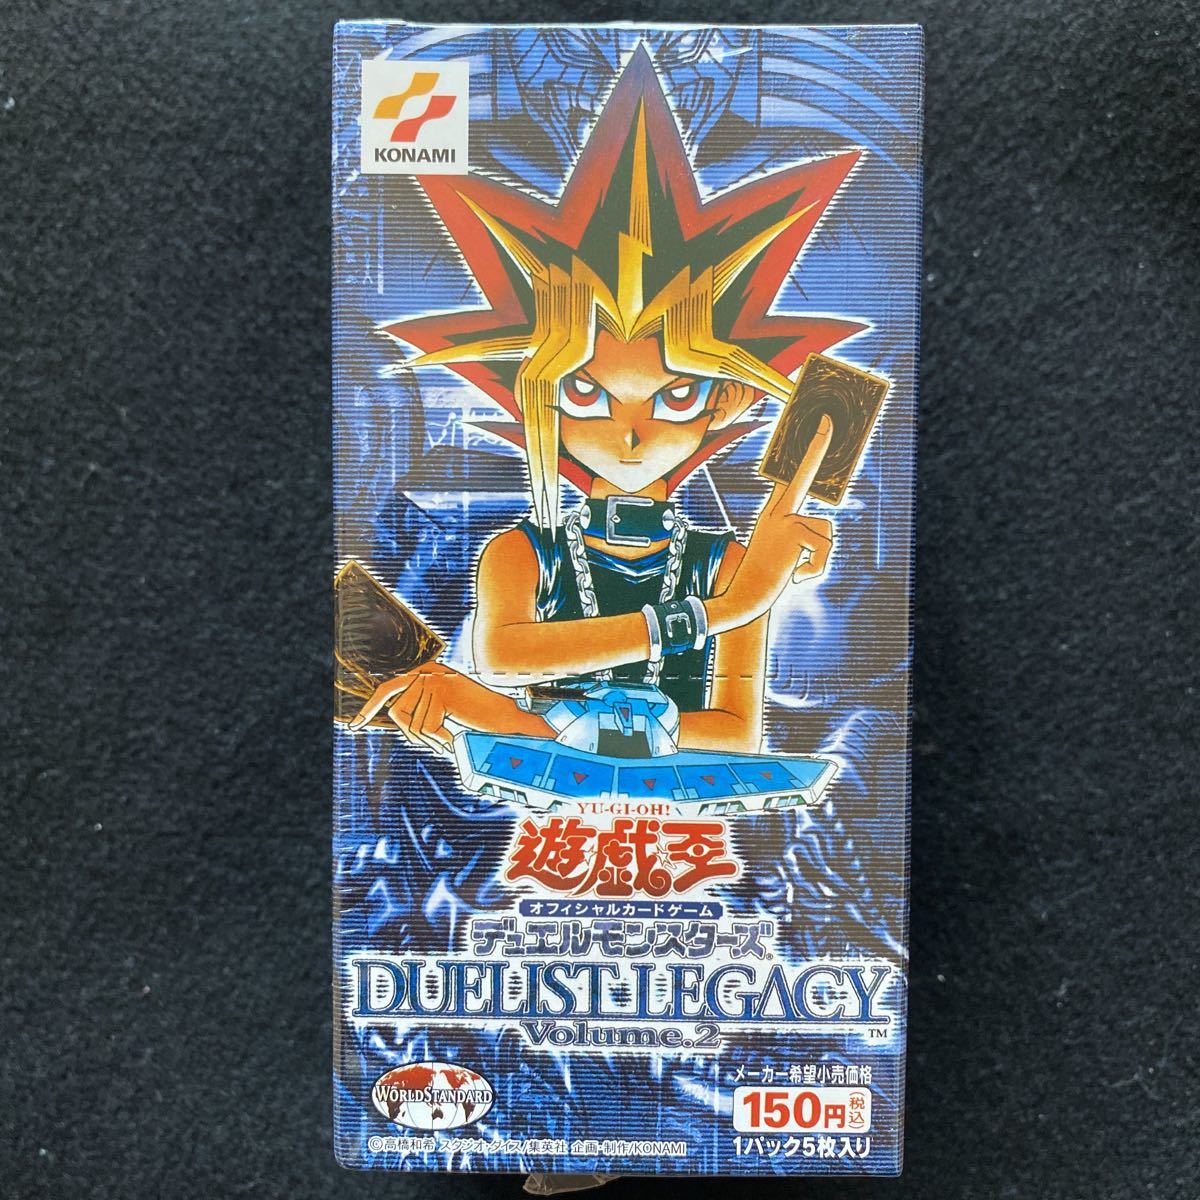 KONAMI
YU-GI-OH!
遊戯王
オフィシャルカードゲーム
デュエルモンスターズ®
DUELIST LEGACY™
Volume.2
メーカー希望小売価格
150円(税込)
1パック5枚入り
WORLD STANDARD
©高橋和希 スタジオ・ダイス/集英社 企画・制作/KONAMI